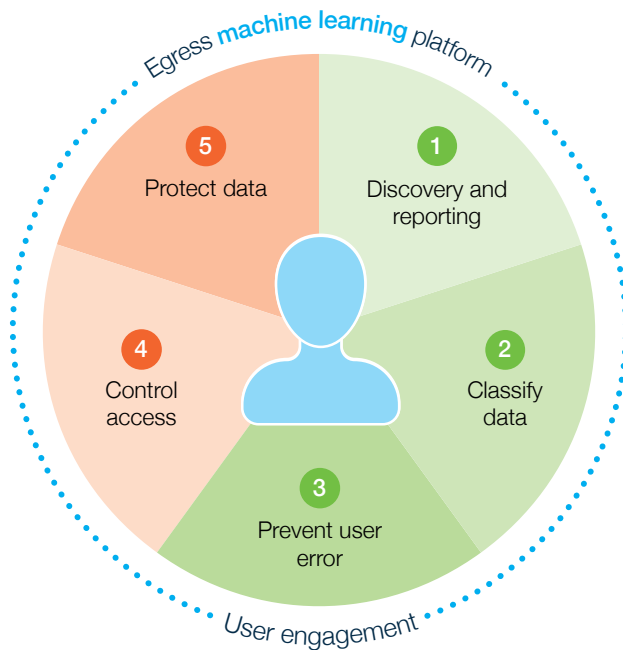 Egress machine learning platform
1
Discovery and
reporting
2
Classify
data
3
Prevent user
error
4
Control
access
5
Protect data
User engagement